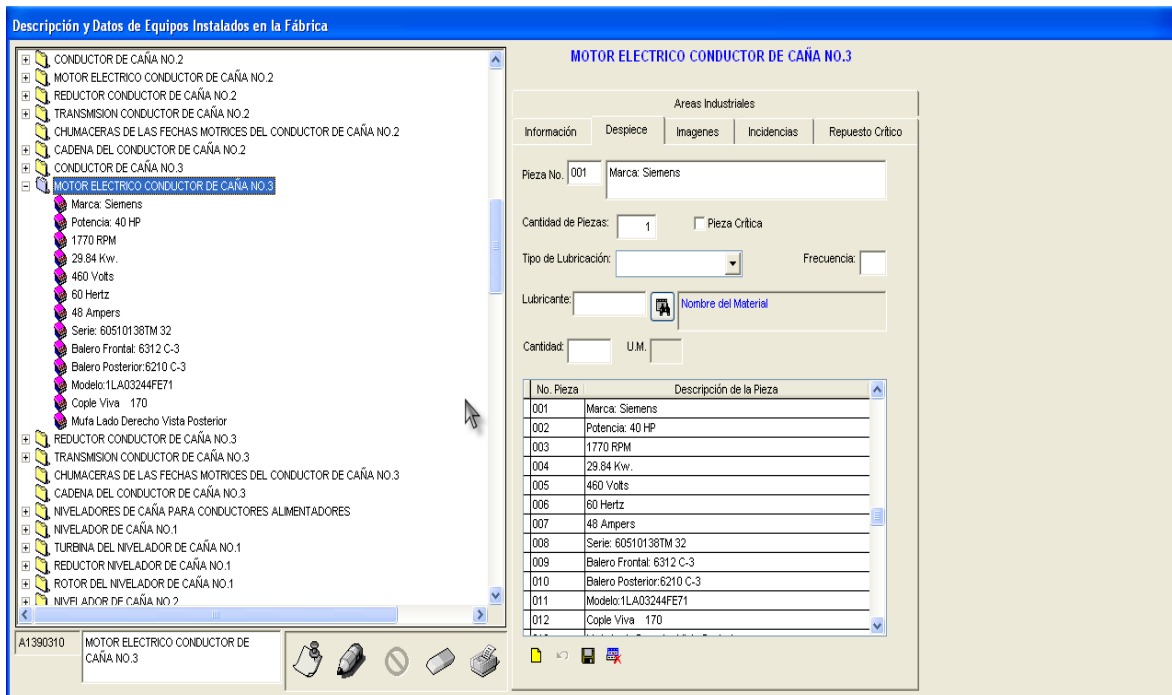 Descripción y Datos de Equipos Instalados en la Fábrica
CONDUCTOR DE CAÑA NO.2
MOTOR ELECTRICO CONDUCTOR DE CAÑA NO.2
REDUCTOR CONDUCTOR DE CAÑA NO.2
TRANSMISION CONDUCTOR DE CAÑA NO.2
CHUMACERAS DE LAS FECHAS MOTRICES DEL CONDUCTOR DE CAÑA NO.2
CADENA DEL CONDUCTOR DE CAÑA NO.2
CONDUCTOR DE CAÑA NO.3
MOTOR ELECTRICO CONDUCTOR DE CAÑA NO.3
Marca: Siemens
Potencia: 40 HP
1770 RPM
29.84 Kw.
460 Volts
60 Hertz
48 Ampers
Serie: 60510138TM 32
Balero Frontal: 6312 C-3
Balero Posterior:6210 C-3
Modelo:1LA03244FE71
Cople Viva 170
Mufa Lado Derecho Vista Posterior
REDUCTOR CONDUCTOR DE CAÑA NO.3
TRANSMISION CONDUCTOR DE CAÑA NO.3
CHUMACERAS DE LAS FECHAS MOTRICES DEL CONDUCTOR DE CAÑA NO.3
CADENA DEL CONDUCTOR DE CAÑA NO.3
NIVELADORES DE CAÑA PARA CONDUCTORES ALIMENTADORES
NIVELADOR DE CAÑA NO.1
TURBINA DEL NIVELADOR DE CAÑA NO.1
REDUCTOR NIVELADOR DE CAÑA NO.1
ROTOR DEL NIVELADOR DE CAÑA NO.1
NIVELADOR DE CAÑA NO.2
A1390310
MOTOR ELECTRICO CONDUCTOR DE
CAÑA NO.3
MOTOR ELECTRICO CONDUCTOR DE CAÑA NO.3
Areas Industriales
Información Despiece Imagenes Incidencias Repuesto Crítico
Pieza No. 001 Marca: Siemens
Cantidad de Piezas: 1 Pieza Crítica
Tipo de Lubricación: Frecuencia:
Lubricante: Nombre del Material
Cantidad: U.M.
No. Pieza Descripción de la Pieza
001 Marca: Siemens
002 Potencia: 40 HP
003 1770 RPM
004 29.84 Kw.
005 460 Volts
006 60 Hertz
007 48 Ampers
008 Serie: 60510138TM 32
009 Balero Frontal: 6312 C-3
010 Balero Posterior:6210 C-3
011 Modelo:1LA03244FE71
012 Cople Viva 170